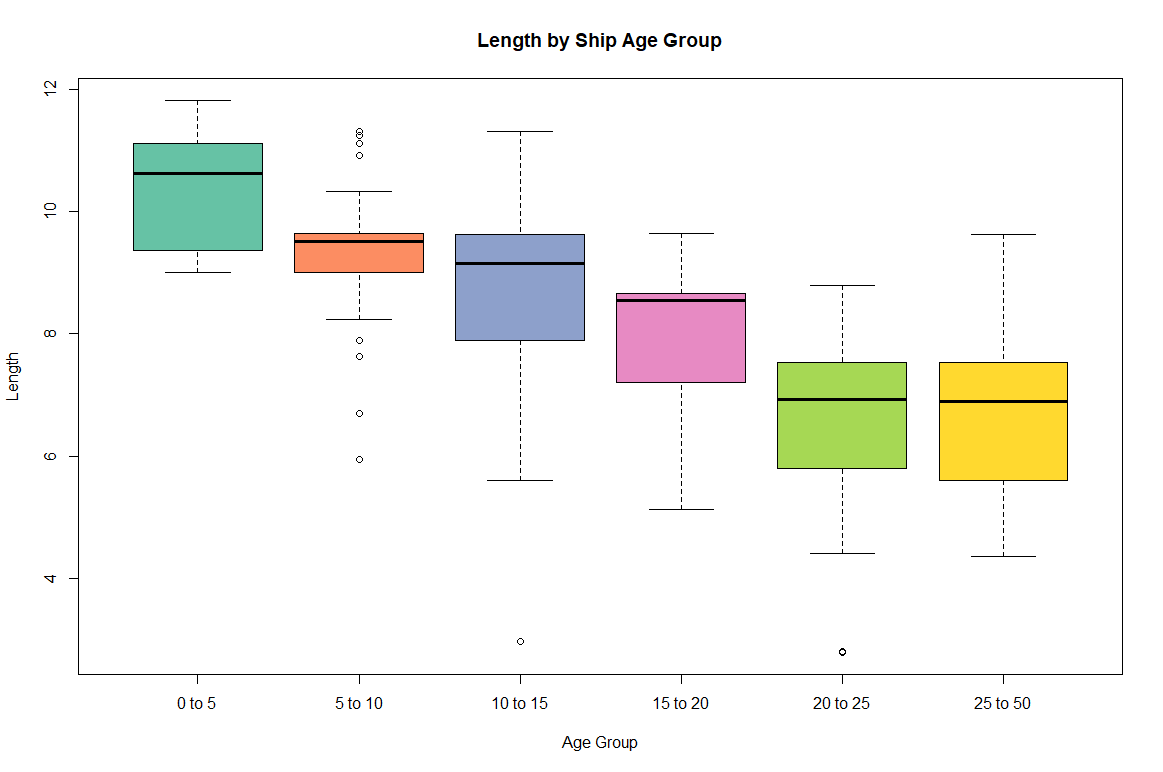 Length by Ship Age Group
12
10
8
6
4
Length
0 to 5
5 to 10
10 to 15
15 to 20
20 to 25
25 to 50
Age Group